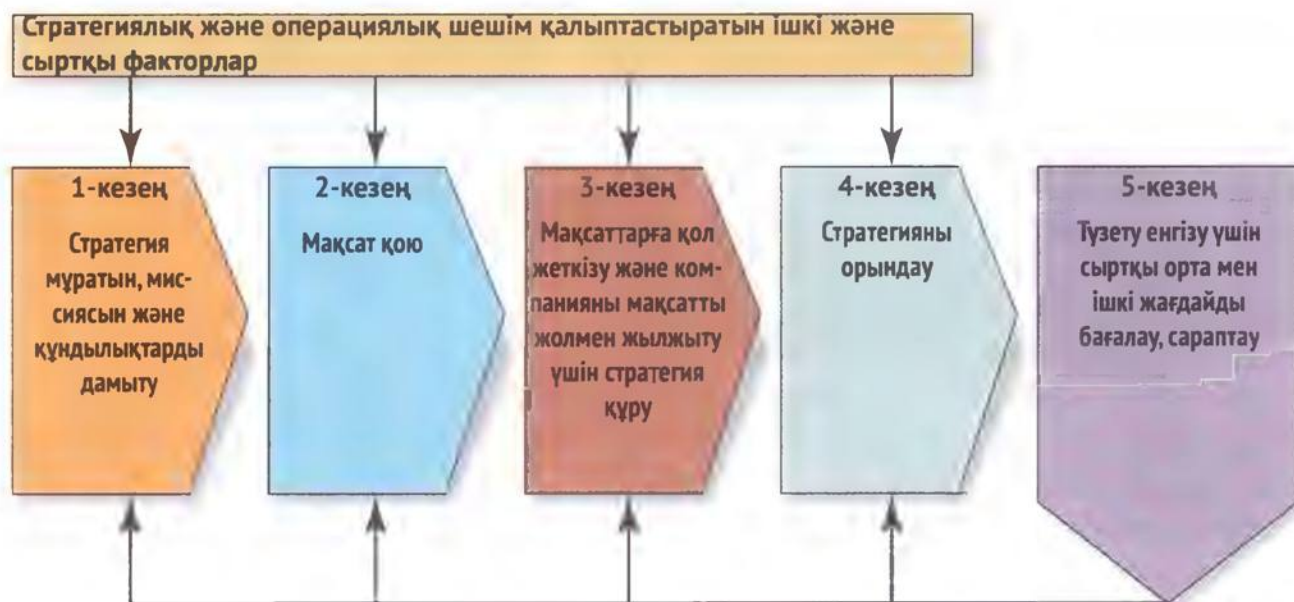 Стратегиялық және операциялық шешім қалыптастыратын ішкі және
сыртқы факторлар
1-кезең
Стратегия
мұратын, мис-
сиясын және
құндылықтарды
дамыту
2-кезең
Мақсат қою
3-кезең
Мақсаттарға қол
жеткізу және ком-
панияны мақсатты
жолмен жылжыту
үшін стратегия
құру
4-кезең
Стратегияны
орындау
5-кезең
Түзету енгізу үшін
сыртқы орта мен
ішкі жағдайды
бағалау, сараптау